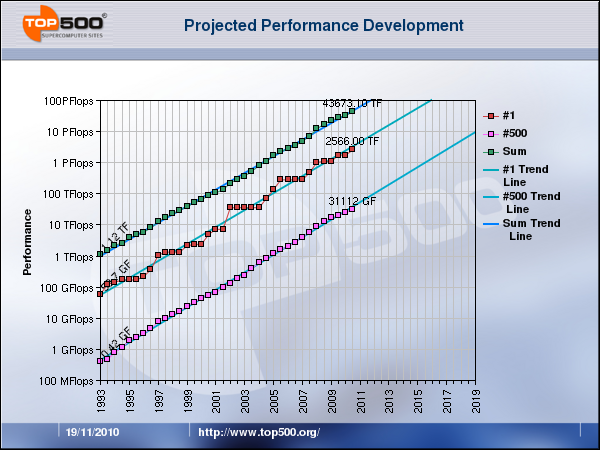 TOP500®
SUPERCOMPUTER SITES
Projected Performance Development
100PFlops
10 PFlops
1 PFlops
100 TFlops
10 TFlops
1 TFlops
100 GFlops
10 GFlops
1 GFlops
100 MFlops
Performance
43673.10 TF
2566.00 TF
31112 GF
1.12 TF
0.42 GF
1993
1995
1997
1999
2001
2003
2005
2007
2009
2011
2013
2015
2017
2019
#1
#500
Sum
#1 Trend
Line
#500 Trend
Line
Sum Trend
Line
TOP500
19/11/2010
http://www.top500.org/